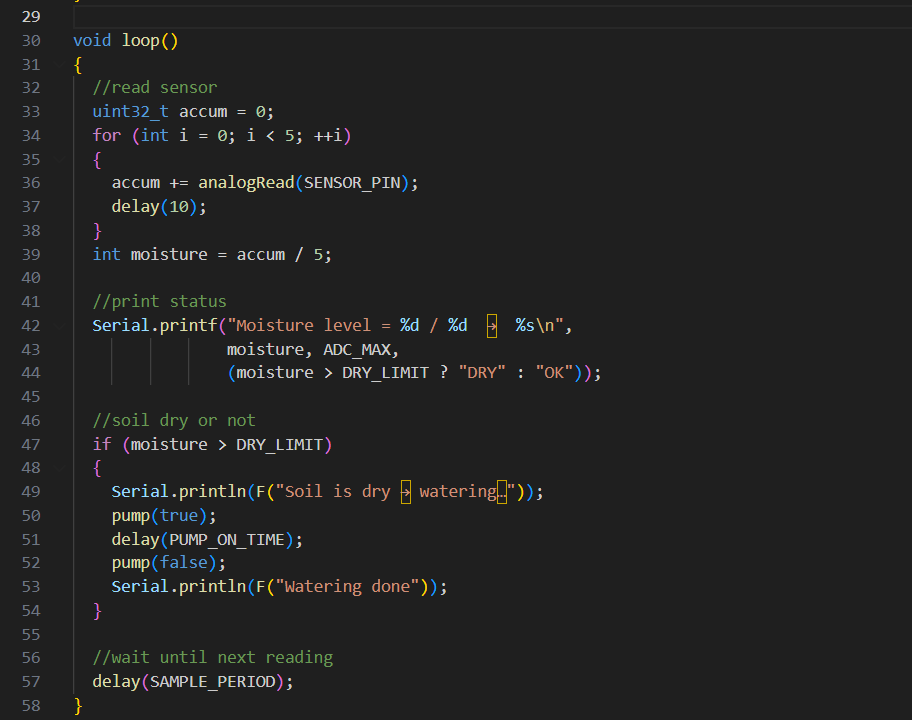 29
30 void loop()
31 {
32   //read sensor
33   uint32_t accum = 0;
34   for (int i = 0; i < 5; ++i)
35   {
36     accum += analogRead(SENSOR_PIN);
37     delay(10);
38   }
39   int moisture = accum / 5;
40
41   //print status
42   Serial.printf("Moisture level = %d / %d  →  %s\n",
43                 moisture, ADC_MAX,
44                 (moisture > DRY_LIMIT ? "DRY" : "OK"));
45
46   //soil dry or not
47   if (moisture > DRY_LIMIT)
48   {
49     Serial.println(F("Soil is dry → watering…"));
50     pump(true);
51     delay(PUMP_ON_TIME);
52     pump(false);
53     Serial.println(F("Watering done"));
54   }
55
56   //wait until next reading
57   delay(SAMPLE_PERIOD);
58 }